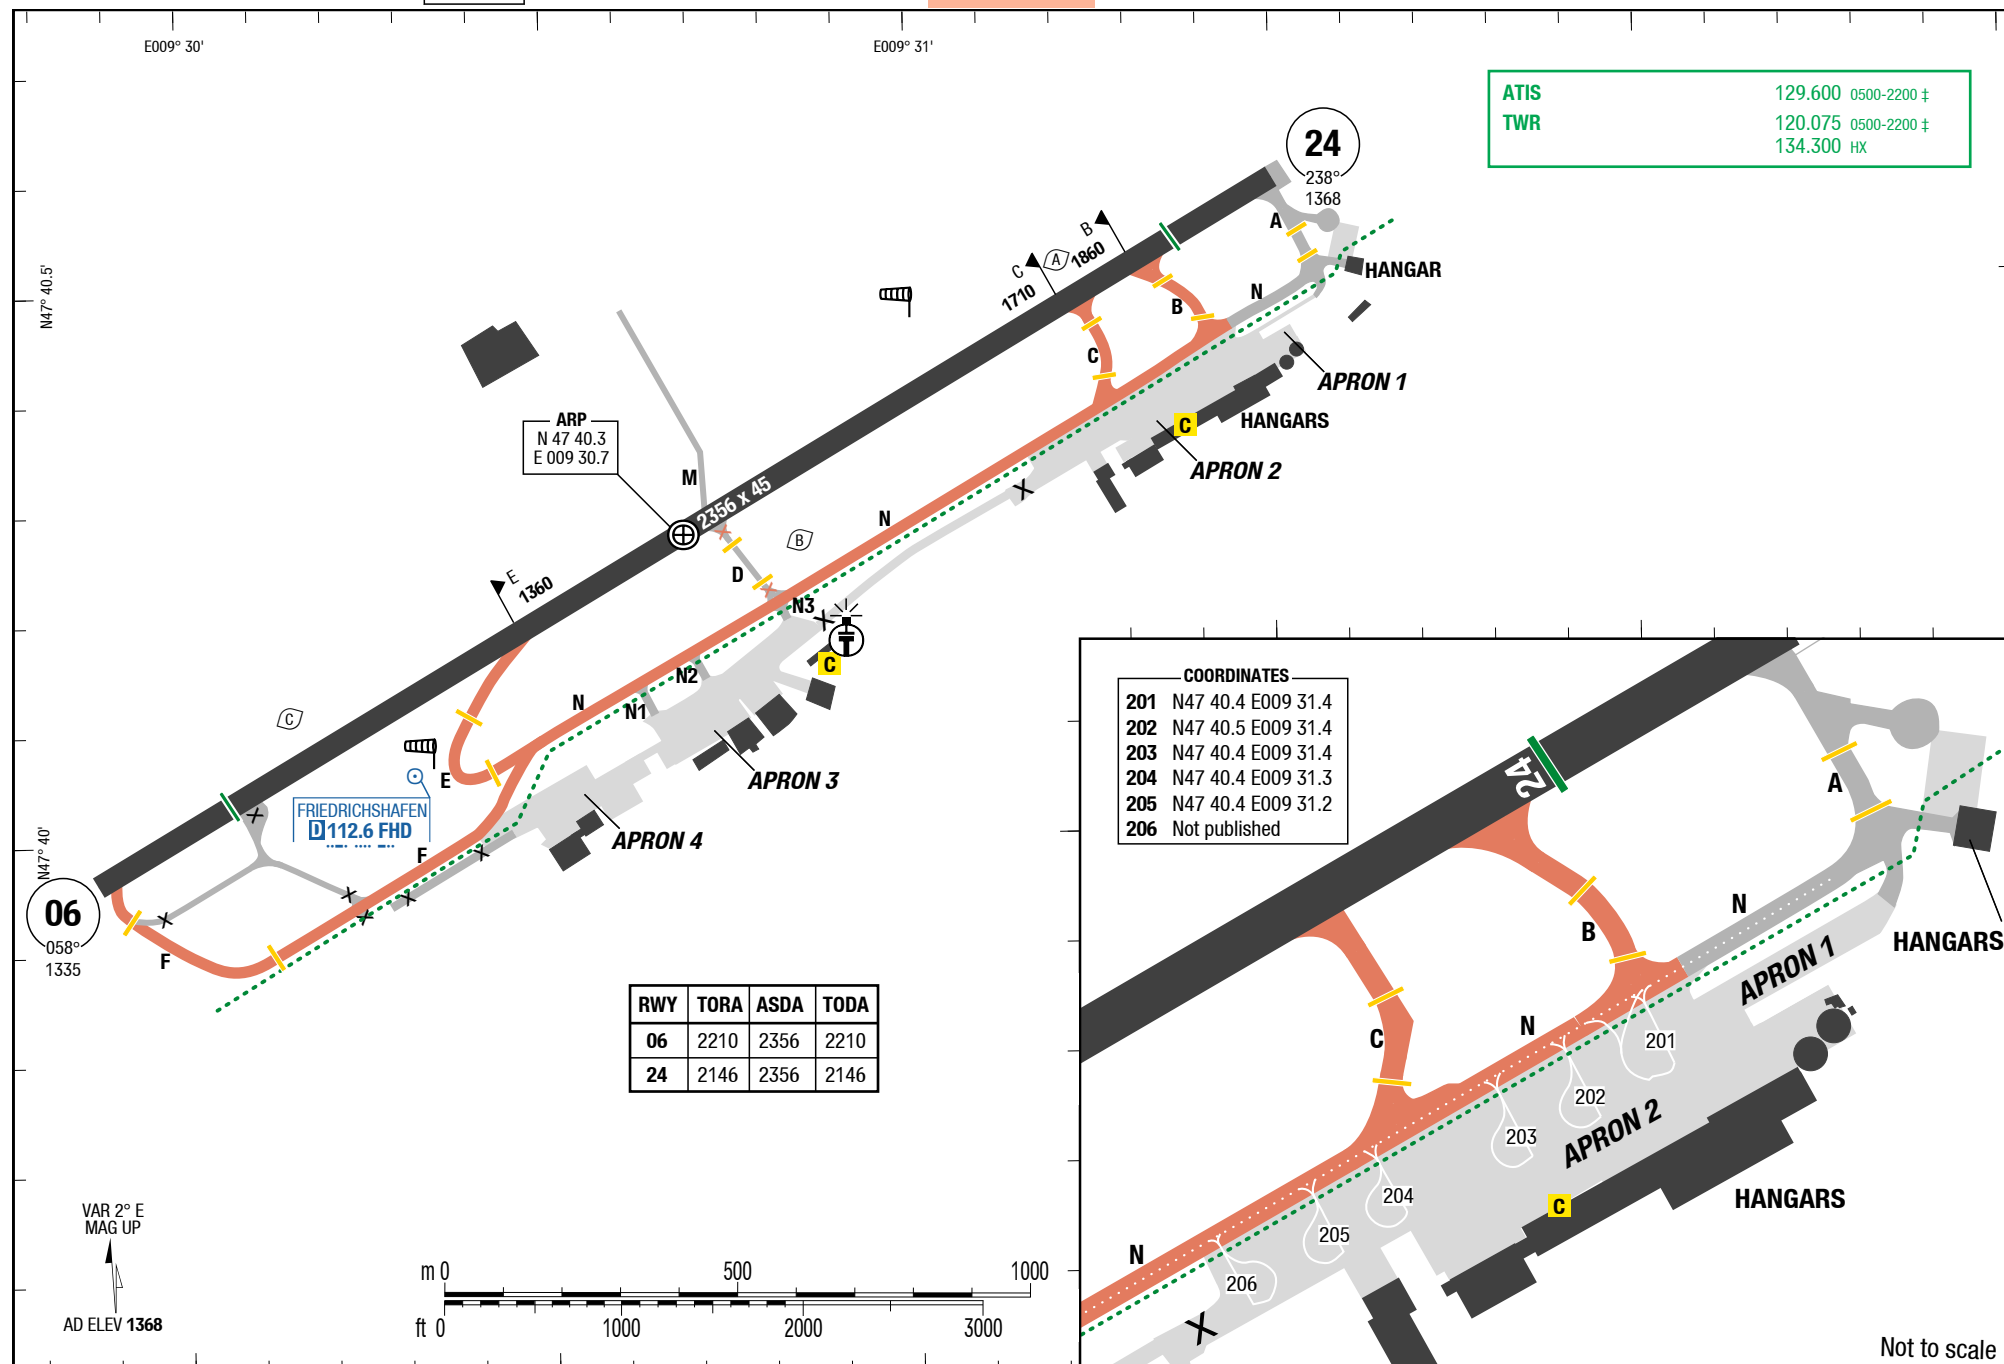 E009° 30'
E009° 31'
ATIS 129.600 0500-2200 ‡
TWR 120.075 0500-2200 ‡
134.300 HX
24
238°
1368
N47° 40.5'
A
HANGAR
B
1860
A
C
1710
B
N
C
APRON 1
C
HANGARS
APRON 2
ARP
N 47 40.3
E 009 30.7
M
2356 x 45
N
B
D
E
1360
N3
C
N2
N
N1
C
E
APRON 3
FRIEDRICHSHAFEN
D 112.6 FHD
F
APRON 4
N47° 40'
06
058°
1335
F
RWY TORA ASDA TODA
06 2210 2356 2210
24 2146 2356 2146
COORDINATES
201 N47 40.4 E009 31.4
202 N47 40.5 E009 31.4
203 N47 40.4 E009 31.4
204 N47 40.4 E009 31.3
205 N47 40.4 E009 31.2
206 Not published
24
A
N
B
HANGARS
APRON 1
N
C
201
202
203
APRON 2
204
C
HANGARS
205
N
206
Not to scale
VAR 2° E
MAG UP
AD ELEV 1368
m 0 500 1000
ft 0 1000 2000 3000